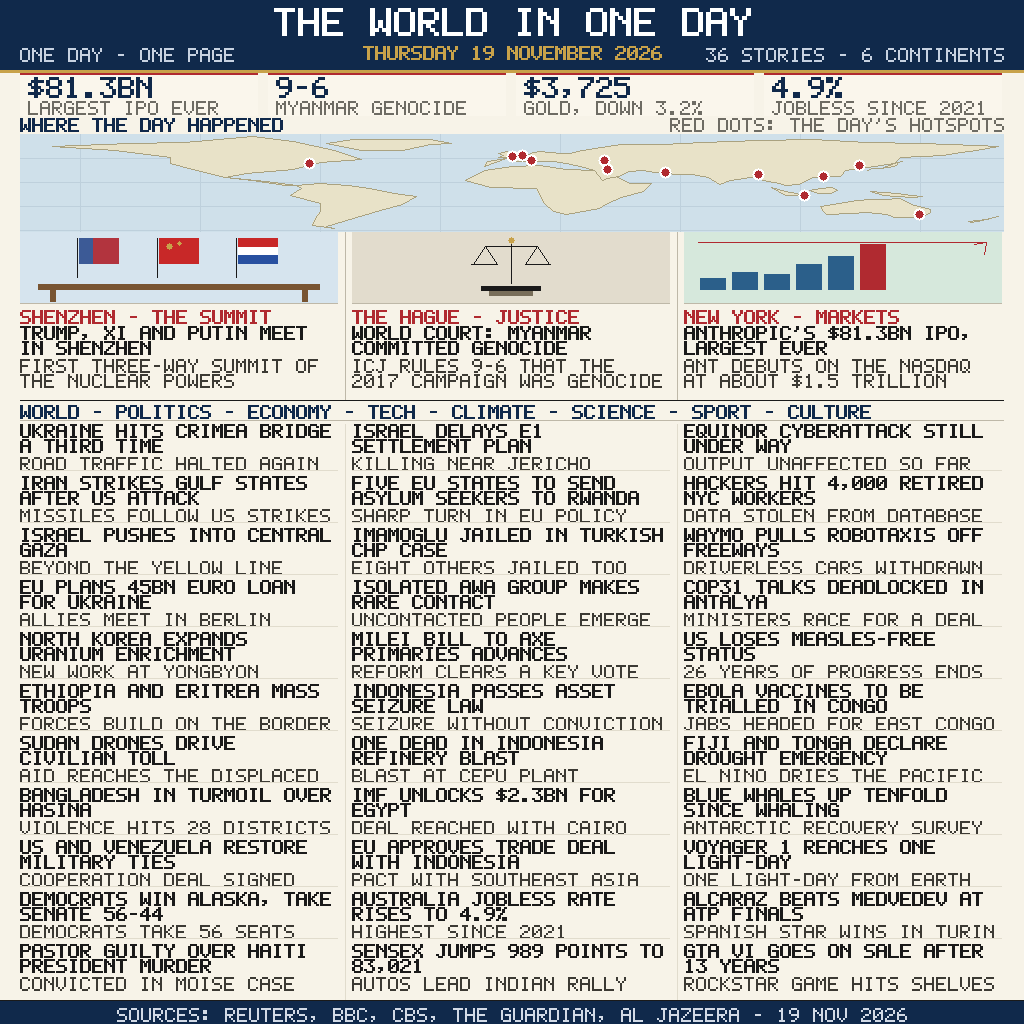 THE WORLD IN ONE DAY
ONE DAY - ONE PAGE
THURSDAY 19 NOVEMBER 2026
36 STORIES - 6 CONTINENTS
$81.3BN
LARGEST IPO EVER
9-6
MYANMAR GENOCIDE
$3,725
GOLD, DOWN 3.2%
4.9%
JOBLESS SINCE 2021
WHERE THE DAY HAPPENED
RED DOTS: THE DAY'S HOTSPOTS
SHENZHEN - THE SUMMIT
TRUMP, XI AND PUTIN MEET
IN SHENZHEN
FIRST THREE-WAY SUMMIT OF
THE NUCLEAR POWERS
THE HAGUE - JUSTICE
WORLD COURT: MYANMAR
COMMITTED GENOCIDE
ICJ RULES 9-6 THAT THE
2017 CAMPAIGN WAS GENOCIDE
NEW YORK - MARKETS
ANTHROPIC'S $81.3BN IPO,
LARGEST EVER
ANT DEBUTS ON THE NASDAQ
AT ABOUT $1.5 TRILLION
WORLD - POLITICS - ECONOMY - TECH - CLIMATE - SCIENCE - SPORT - CULTURE
UKRAINE HITS CRIMEA BRIDGE
A THIRD TIME
ROAD TRAFFIC HALTED AGAIN
IRAN STRIKES GULF STATES
AFTER US ATTACK
MISSILES FOLLOW US STRIKES
ISRAEL PUSHES INTO CENTRAL
GAZA
BEYOND THE YELLOW LINE
EU PLANS 45BN EURO LOAN
FOR UKRAINE
ALLIES MEET IN BERLIN
NORTH KOREA EXPANDS
URANIUM ENRICHMENT
NEW WORK AT YONGBYON
ETHIOPIA AND ERITREA MASS
TROOPS
FORCES BUILD ON THE BORDER
SUDAN DRONES DRIVE
CIVILIAN TOLL
AID REACHES THE DISPLACED
BANGLADESH IN TURMOIL OVER
HASINA
VIOLENCE HITS 28 DISTRICTS
US AND VENEZUELA RESTORE
MILITARY TIES
COOPERATION DEAL SIGNED
DEMOCRATS WIN ALASKA, TAKE
SENATE 56-44
DEMOCRATS TAKE 56 SEATS
PASTOR GUILTY OVER HAITI
PRESIDENT MURDER
CONVICTED IN MOISE CASE
ISRAEL DELAYS E1
SETTLEMENT PLAN
KILLING NEAR JERICHO
FIVE EU STATES TO SEND
ASYLUM SEEKERS TO RWANDA
SHARP TURN IN EU POLICY
IMAMOGLU JAILED IN TURKISH
CHP CASE
EIGHT OTHERS JAILED TOO
ISOLATED AWA GROUP MAKES
RARE CONTACT
UNCONTACTED PEOPLE EMERGE
MILEI BILL TO AXE
PRIMARIES ADVANCES
REFORM CLEARS A KEY VOTE
INDONESIA PASSES ASSET
SEIZURE LAW
SEIZURE WITHOUT CONVICTION
ONE DEAD IN INDONESIA
REFINERY BLAST
BLAST AT CEPU PLANT
IMF UNLOCKS $2.3BN FOR
EGYPT
DEAL REACHED WITH CAIRO
EU APPROVES TRADE DEAL
WITH INDONESIA
PACT WITH SOUTHEAST ASIA
AUSTRALIA JOBLESS RATE
RISES TO 4.9%
HIGHEST SINCE 2021
SENSEX JUMPS 989 POINTS TO
83,021
AUTOS LEAD INDIAN RALLY
EQUINOR CYBERATTACK STILL
UNDER WAY
OUTPUT UNAFFECTED SO FAR
HACKERS HIT 4,000 RETIRED
NYC WORKERS
DATA STOLEN FROM DATABASE
WAYMO PULLS ROBOTAXIS OFF
FREEWAYS
DRIVERLESS CARS WITHDRAWN
COP31 TALKS DEADLOCKED IN
ANTALYA
MINISTERS RACE FOR A DEAL
US LOSES MEASLES-FREE
STATUS
26 YEARS OF PROGRESS ENDS
EBOLA VACCINES TO BE
TRIALLED IN CONGO
JABS HEADED FOR EAST CONGO
FIJI AND TONGA DECLARE
DROUGHT EMERGENCY
EL NINO DRIES THE PACIFIC
BLUE WHALES UP TENFOLD
SINCE WHALING
ANTARCTIC RECOVERY SURVEY
VOYAGER 1 REACHES ONE
LIGHT-DAY
ONE LIGHT-DAY FROM EARTH
ALCARAZ BEATS MEDVEDEV AT
ATP FINALS
SPANISH STAR WINS IN TURIN
GTA VI GOES ON SALE AFTER
13 YEARS
ROCKSTAR GAME HITS SHELVES
SOURCES: REUTERS, BBC, CBS, THE GUARDIAN, AL JAZEERA - 19 NOV 2026